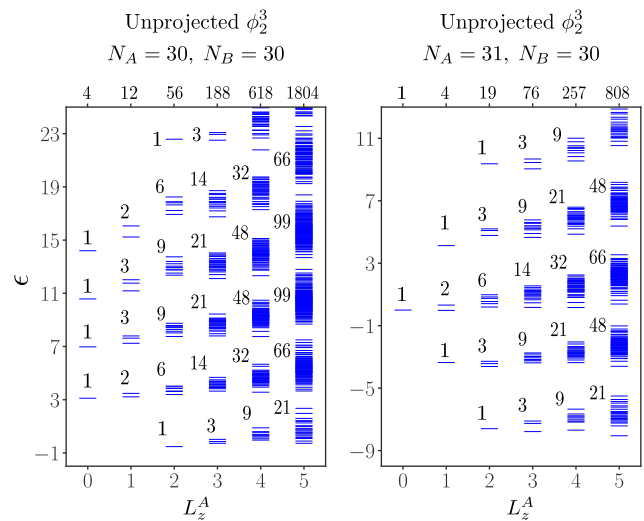 Unprojected ϕ₂³
N_A = 30, N_B = 30
4 12 56 188 618 1804
23
19
15
11
7
3
−1
ϵ
1 3
6 14 32 66
2
1 9 21 48 99
3
1 9 21 48 99
3
1 6 14 32 66
1 2
1 3 9 21
0 1 2 3 4 5
L_z^A
Unprojected ϕ₂³
N_A = 31, N_B = 30
1 4 19 76 257 808
11
7
3
−1
−5
−9
1 3 9
1 3 9 21 48
1 2 6 14 32 66
1 3 9 21 48
1 3 9 21
0 1 2 3 4 5
L_z^A